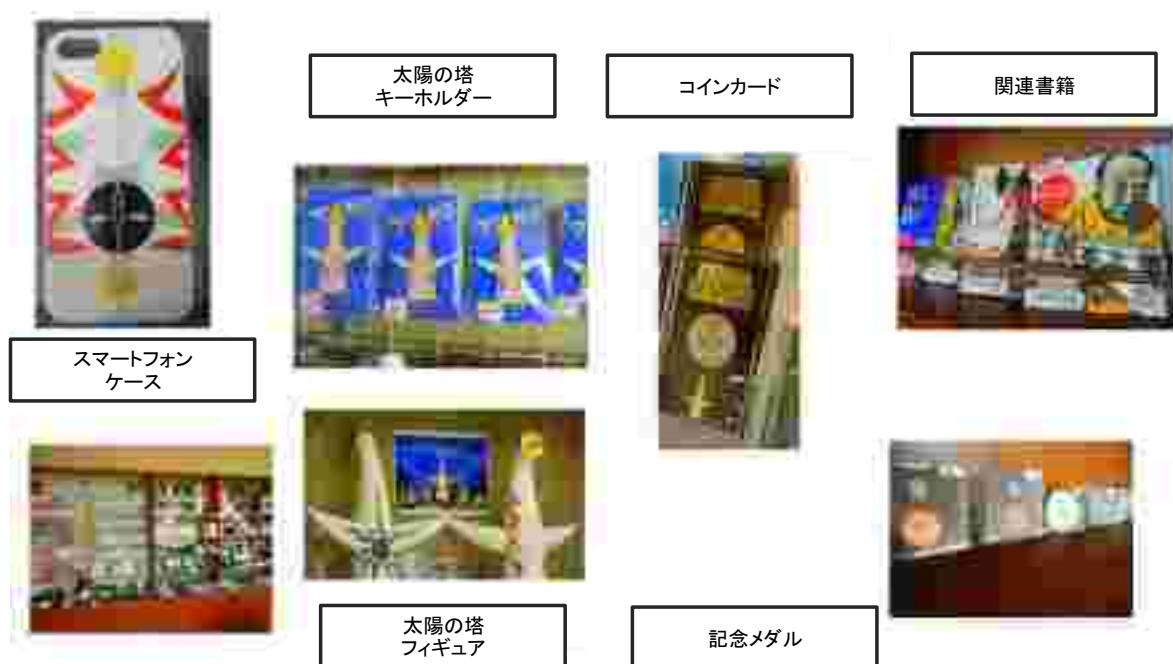 太陽の塔
キーホルダー
コインカード
関連書籍
スマートフォン
ケース
太陽の塔
フィギュア
記念メダル